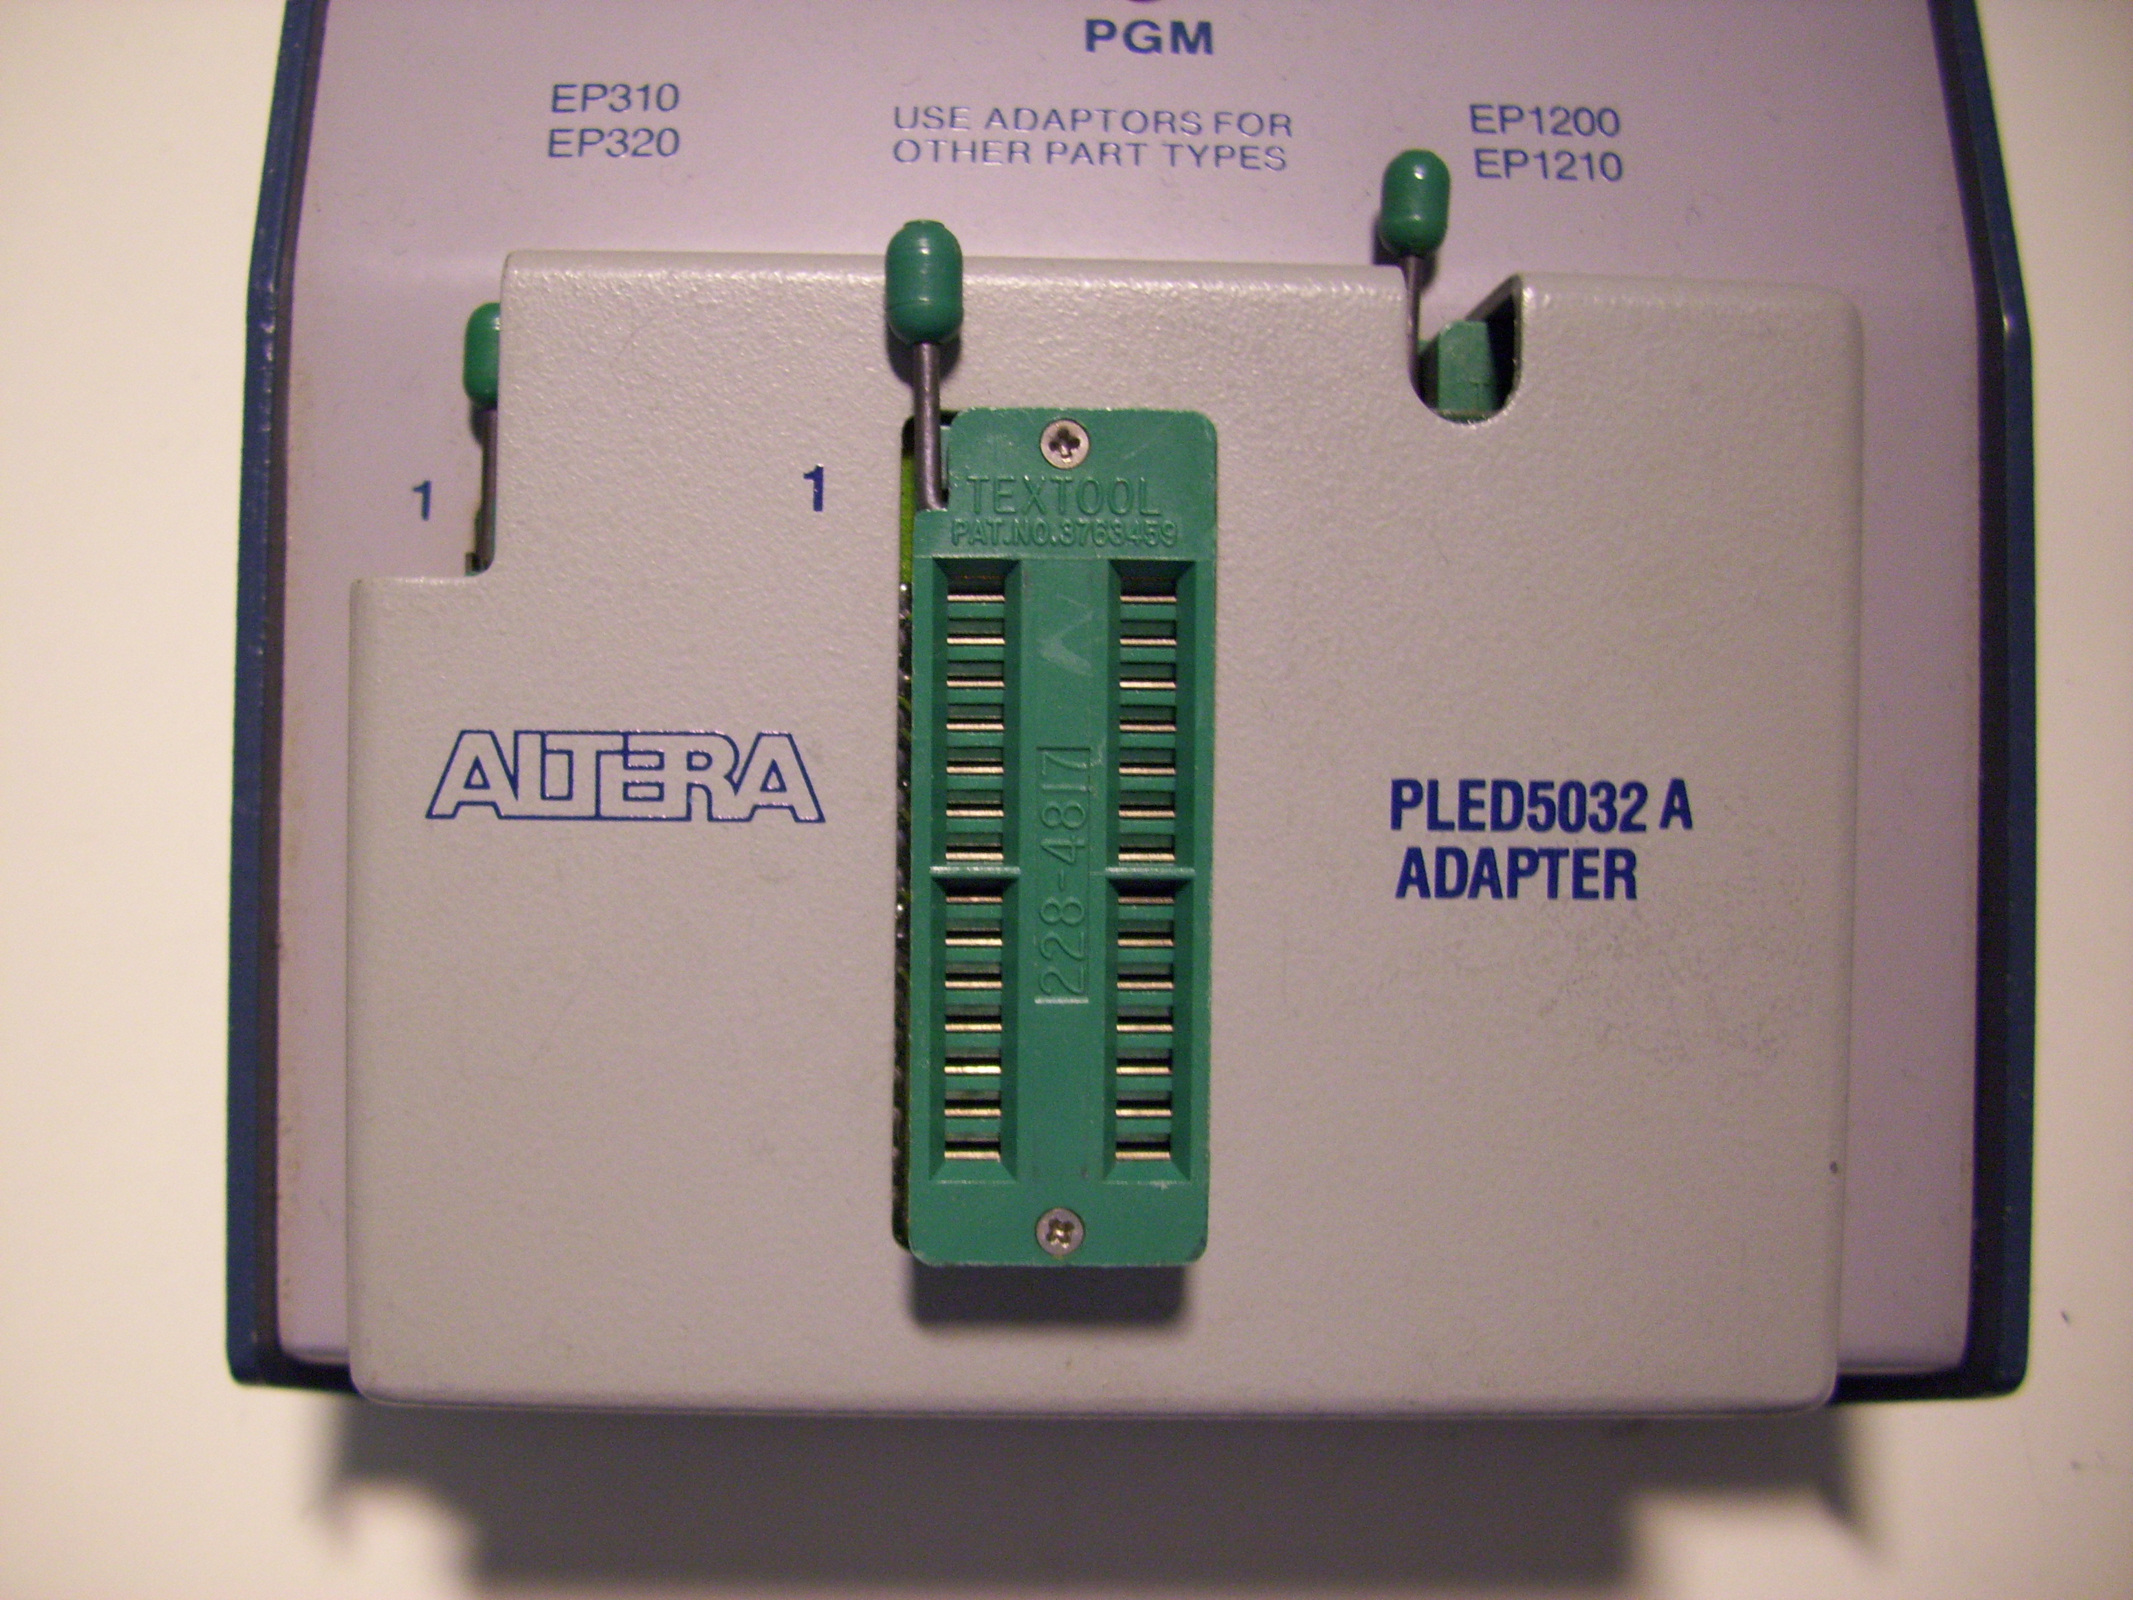 PGM
EP310
EP320
USE ADAPTORS FOR
OTHER PART TYPES
EP1200
EP1210
1
1
TEXTOOL
PAT.NO.3763459
228-4817
ALTERA
PLED5032 A
ADAPTER